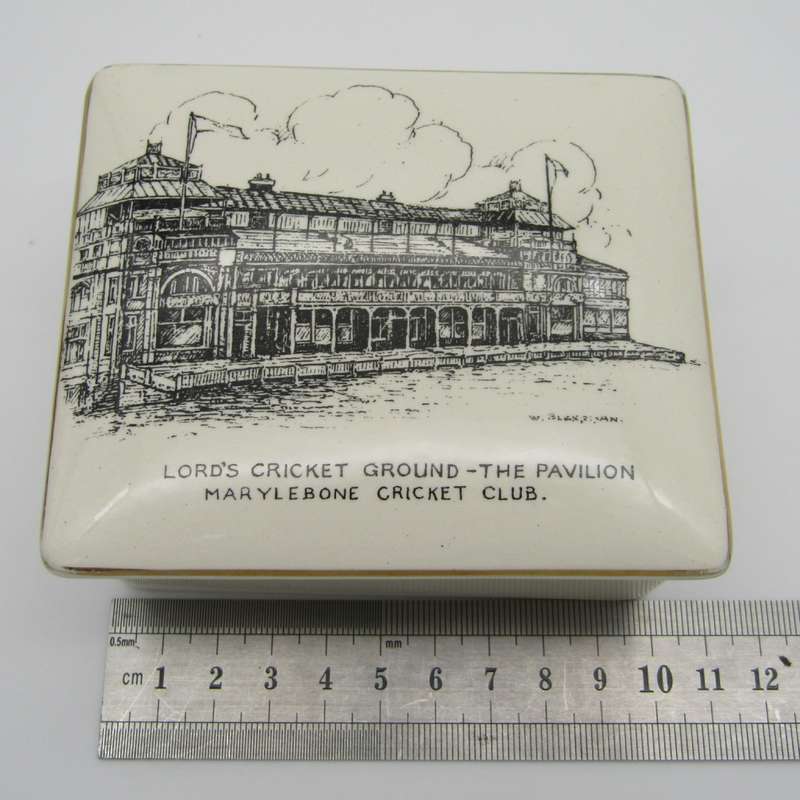 LORD'S CRICKET GROUND - THE PAVILION
MARYLEBONE CRICKET CLUB.
0.5mm mm
cm 1 2 3 4 5 6 7 8 9 10 11 12